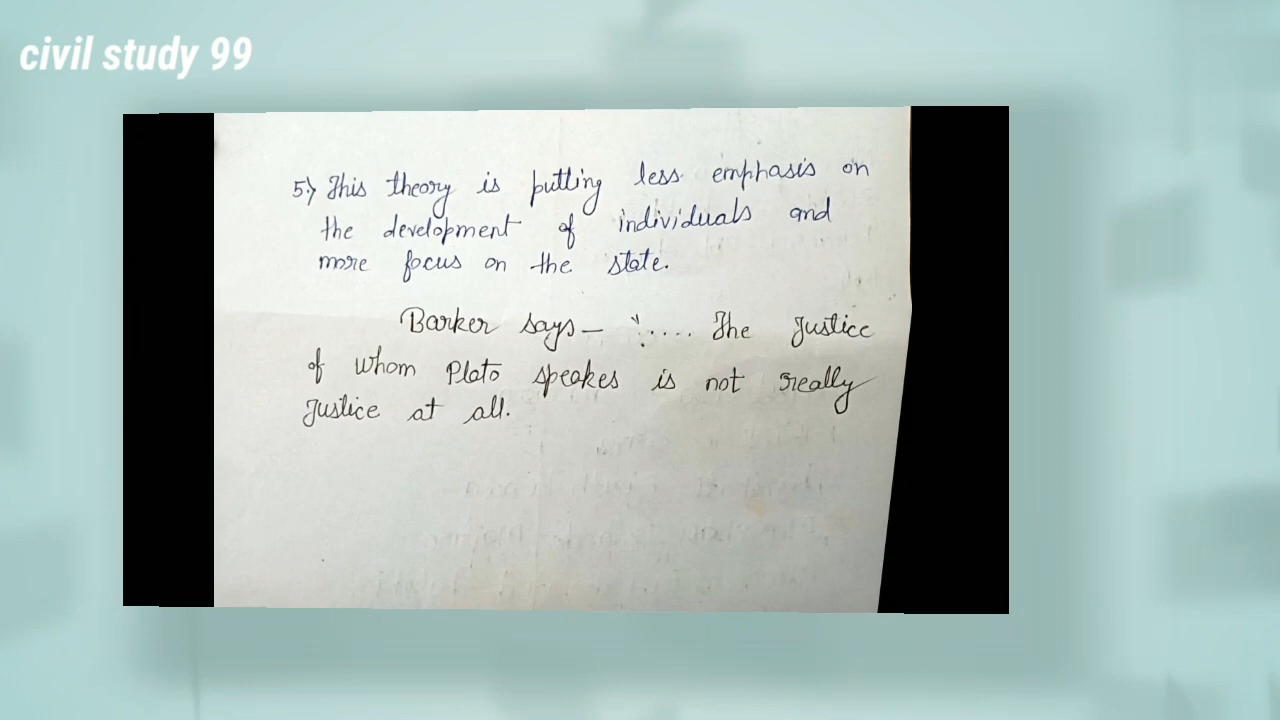 civil study 99
5) This theory is putting less emphasis on
the development of individuals and
more focus on the state.
Barker says— ".... The Justice
of whom Plato speakes is not really
Justice at all.